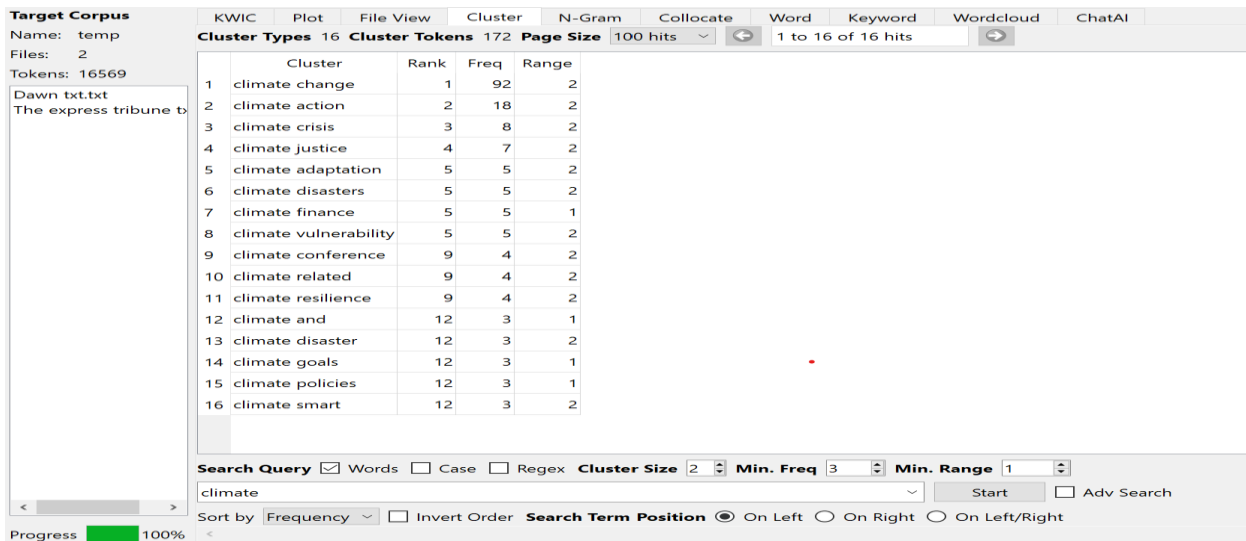 Target Corpus
Name: temp
Files: 2
Tokens: 16569
Dawn txt.txt
The express tribune tx
Progress 100%
KWIC Plot File View Cluster N-Gram Collocate Word Keyword Wordcloud ChatAI
Cluster Types 16 Cluster Tokens 172 Page Size 100 hits 1 to 16 of 16 hits
Cluster Rank Freq Range
1 climate change 1 92 2
2 climate action 2 18 2
3 climate crisis 3 8 2
4 climate justice 4 7 2
5 climate adaptation 5 5 2
6 climate disasters 5 5 2
7 climate finance 5 5 1
8 climate vulnerability 5 5 2
9 climate conference 9 4 2
10 climate related 9 4 2
11 climate resilience 9 4 2
12 climate and 12 3 1
13 climate disaster 12 3 2
14 climate goals 12 3 1
15 climate policies 12 3 1
16 climate smart 12 3 2
Search Query Words Case Regex Cluster Size 2 Min. Freq 3 Min. Range 1
climate Start Adv Search
Sort by Frequency Invert Order Search Term Position On Left On Right On Left/Right